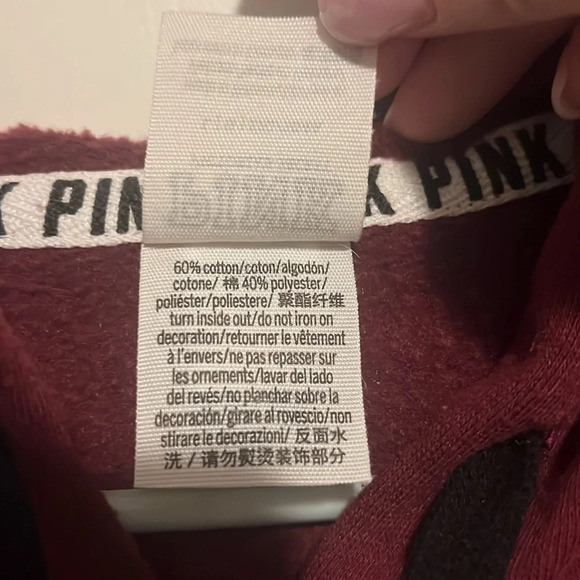 K PINK PINK
60% cotton/coton/algodón/
cotone/ 棉 40% polyester/
poliéster/poliestere/ 聚酯纤维
turn inside out/do not iron on
decoration/retourner le vêtement
à l'envers/ne pas repasser sur
les ornements/lavar del lado
del revés/no planchar sobre la
decoración/girare al rovescio/non
stirare le decorazioni/ 反面水
洗 / 请勿熨烫装饰部分